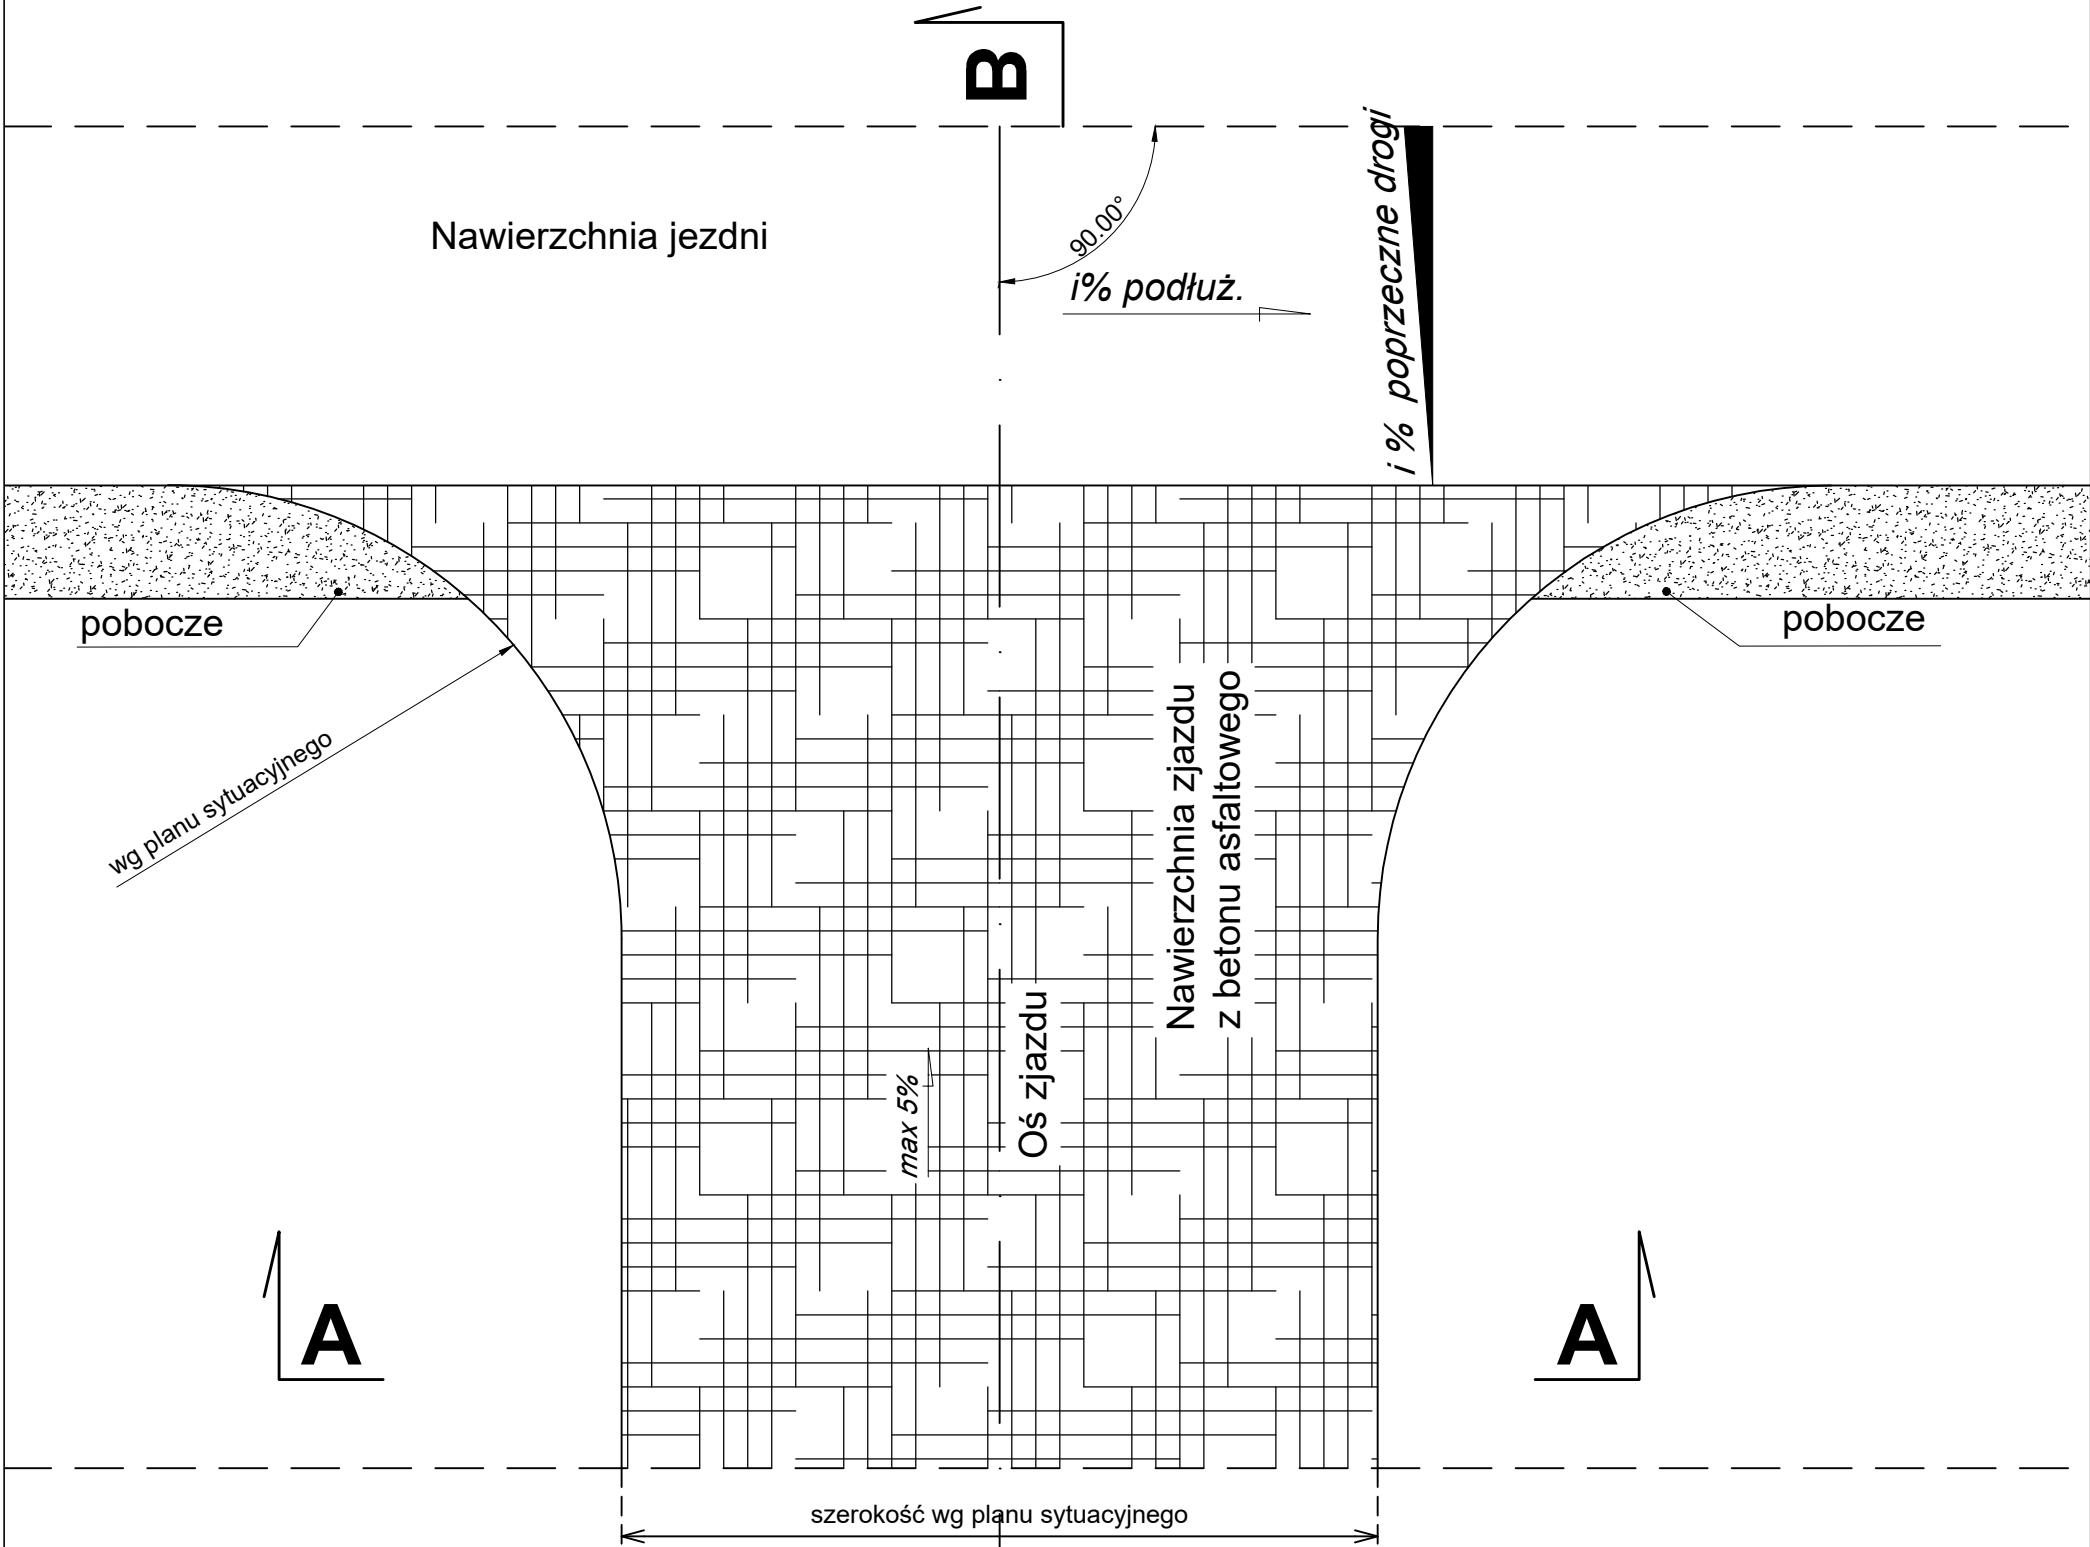 B
i % poprzeczne drogi
90.00°
Nawierzchnia jezdni
i% podłuż.
pobocze
pobocze
wg planu sytuacyjnego
Nawierzchnia zjazdu
z betonu asfaltowego
Oś zjazdu
max 5%
A
A
szerokość wg planu sytuacyjnego